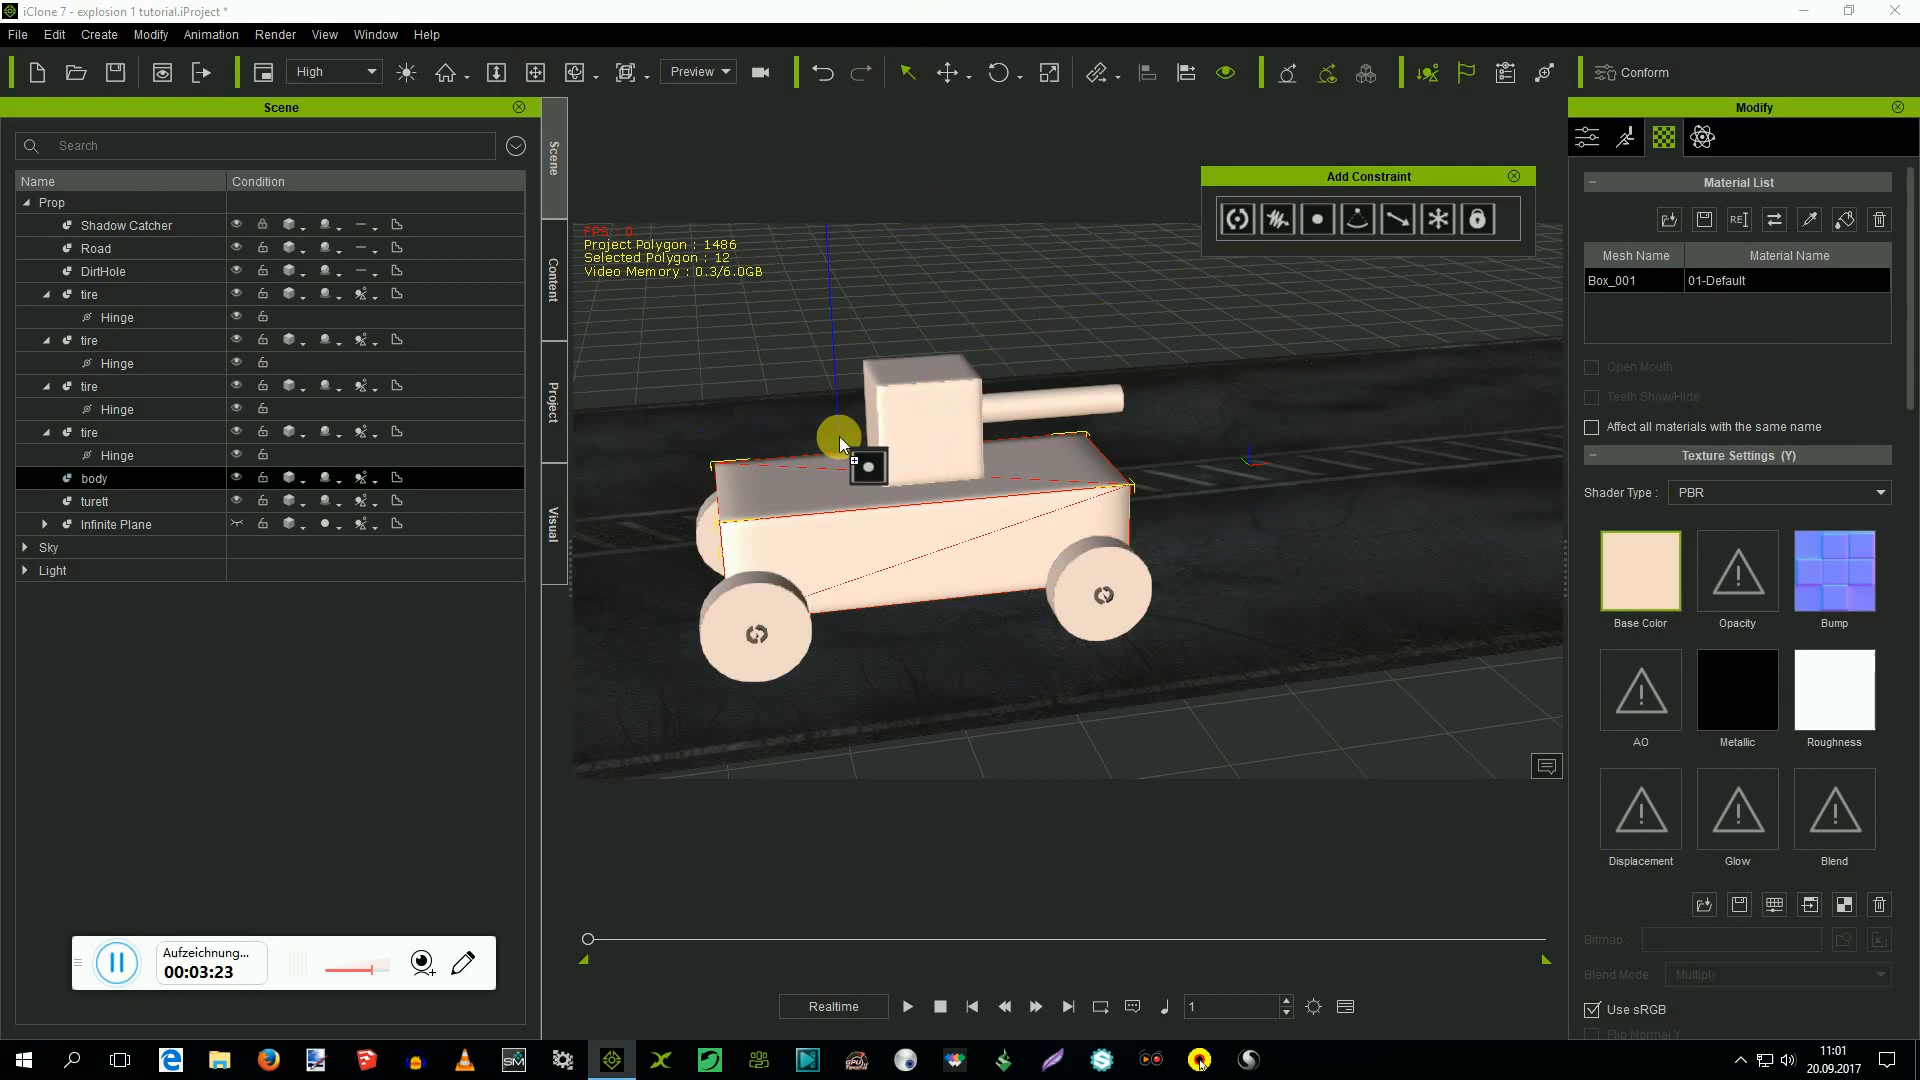 iClone 7 - explosion 1 tutorial.iProject *
File Edit Create Modify Animation Render View Window Help
High
Preview
Conform
Scene
Search
Name Condition
Prop
Shadow Catcher
Road
DirtHole
tire
Hinge
tire
Hinge
tire
Hinge
tire
Hinge
body
turett
Infinite Plane
Sky
Light
Scene
Content
Project
Visual
FPS : 0
Project Polygon : 1486
Selected Polygon : 12
Video Memory : 0.3/6.0GB
Add Constraint
Modify
Material List
Mesh Name Material Name
Box_001 01-Default
Open Mouth
Teeth Show/Hide
Affect all materials with the same name
Texture Settings (Y)
Shader Type : PBR
Base Color Opacity Bump
AO Metallic Roughness
Displacement Glow Blend
Bitmap
Blend Mode Multiply
Use sRGB
Flip Normal Y
Aufzeichnung...
00:03:23
Realtime
1
SM
11:01
20.09.2017